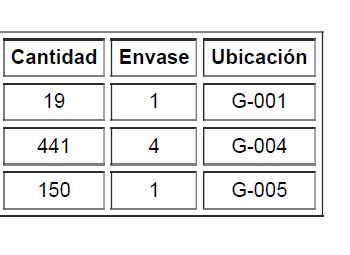 Cantidad Envase Ubicación
19 1 G-001
441 4 G-004
150 1 G-005